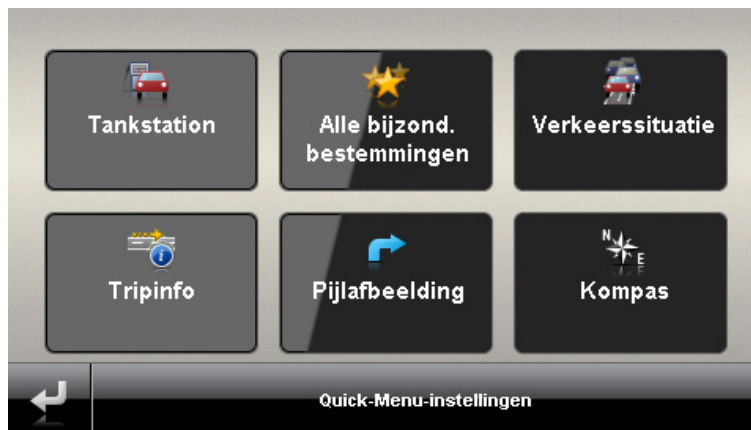 Tankstation
Alle bijzond.
bestemmingen
Verkeerssituatie
Tripinfo
Pijlafbeelding
N
E
Kompas
Quick-Menu-instellingen